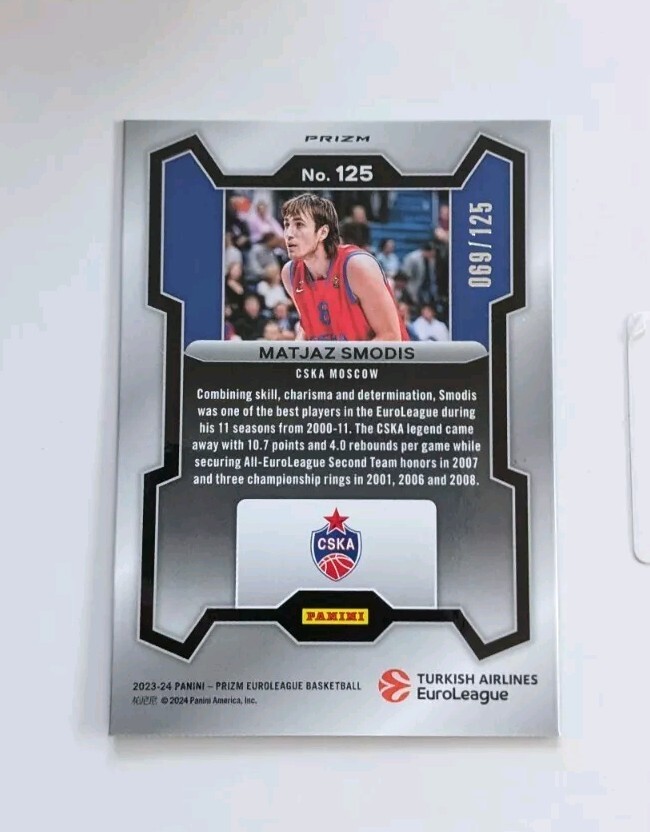 PRIZM
No. 125
069/125
8
MATJAZ SMODIS
CSKA MOSCOW
Combining skill, charisma and determination, Smodis
was one of the best players in the EuroLeague during
his 11 seasons from 2000-11. The CSKA legend came
away with 10.7 points and 4.0 rebounds per game while
securing All-EuroLeague Second Team honors in 2007
and three championship rings in 2001, 2006 and 2008.
CSKA
PANINI
2023-24 PANINI – PRIZM EUROLEAGUE BASKETBALL
帕尼尼 © 2024 Panini America, Inc.
TURKISH AIRLINES
EuroLeague